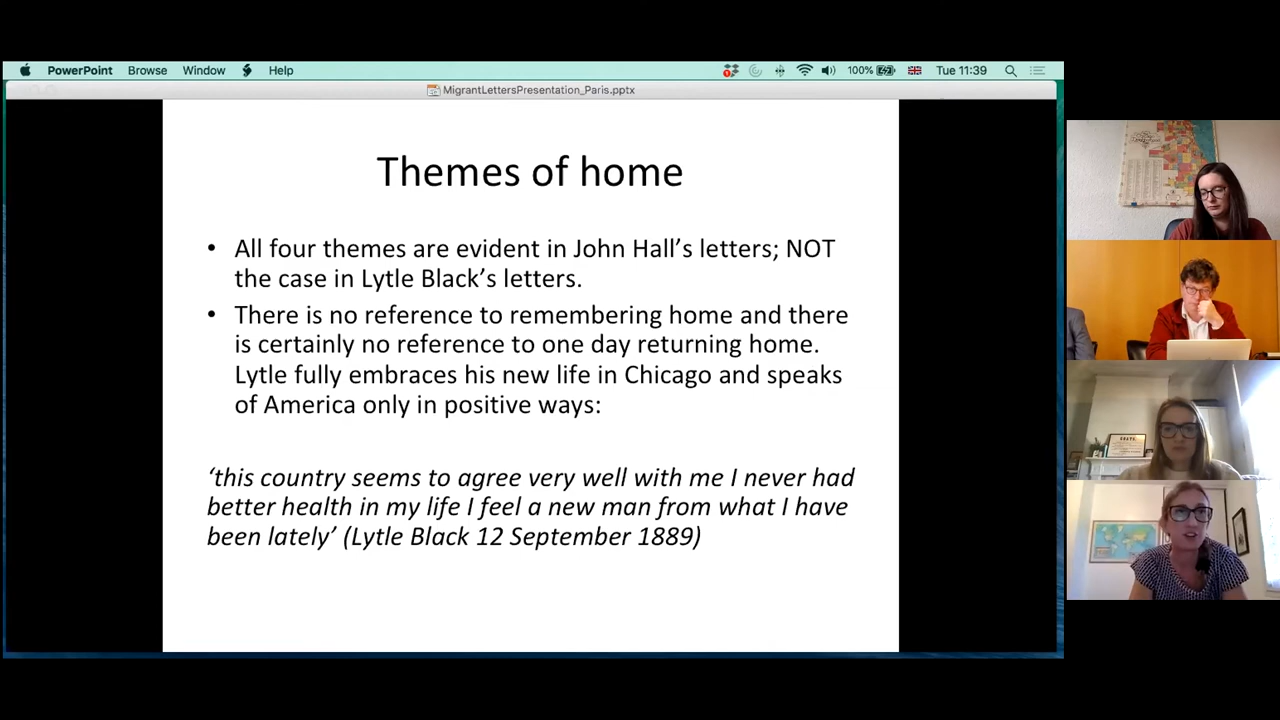 PowerPoint Browse Window Help 100% Tue 11:39
MigrantLettersPresentation_Paris.pptx
Themes of home
• All four themes are evident in John Hall’s letters; NOT
the case in Lytle Black’s letters.
• There is no reference to remembering home and there
is certainly no reference to one day returning home.
Lytle fully embraces his new life in Chicago and speaks
of America only in positive ways:
‘this country seems to agree very well with me I never had
better health in my life I feel a new man from what I have
been lately’ (Lytle Black 12 September 1889)